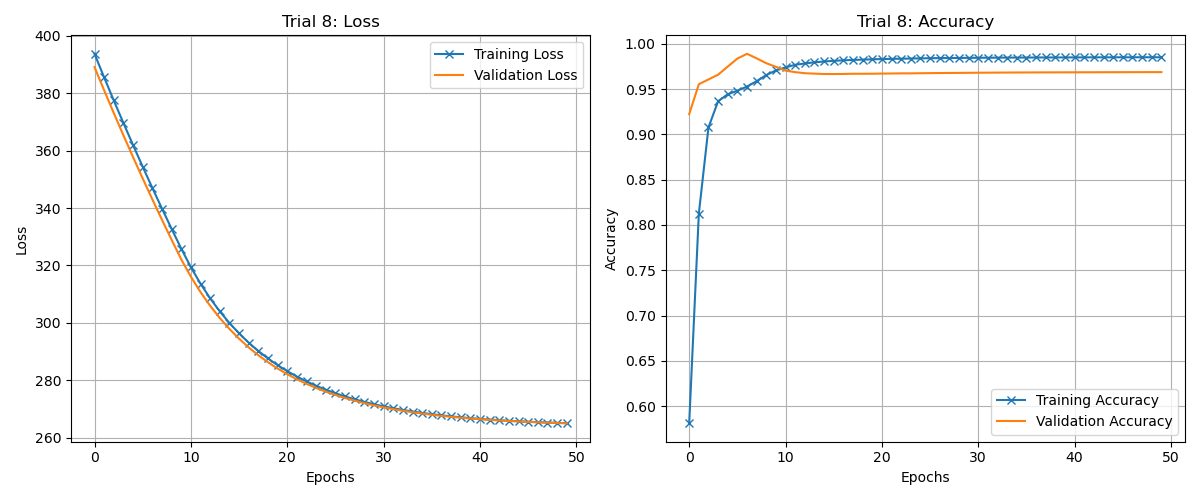 Trial 8: Loss
400
380
360
340
320
300
280
260
Loss
0 10 20 30 40 50
Epochs
Training Loss
Validation Loss
Trial 8: Accuracy
1.00
0.95
0.90
0.85
0.80
0.75
0.70
0.65
0.60
Accuracy
0 10 20 30 40 50
Epochs
Training Accuracy
Validation Accuracy